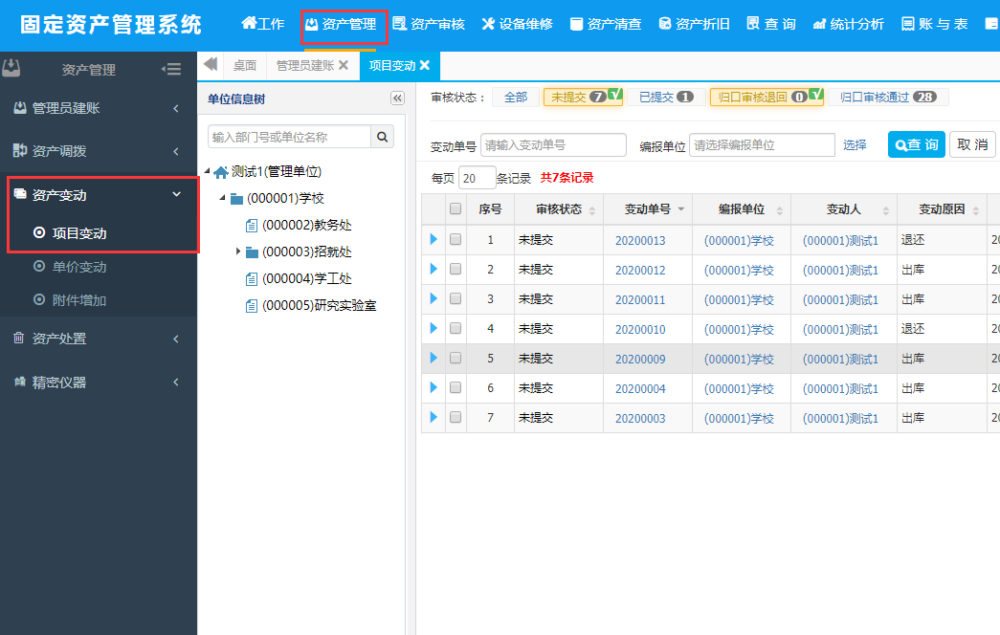 固定资产管理系统 工作 资产管理 资产审核 设备维修 资产清查 资产折旧 查 询 统计分析 账 与 表
资产管理
桌面 管理员建账 项目变动
管理员建账
资产调拨
资产变动
项目变动
单价变动
附件增加
资产处置
精密仪器
单位信息树
输入部门号或单位名称
测试1(管理单位)
(000001)学校
(000002)教务处
(000003)招就处
(000004)学工处
(000005)研究实验室
审核状态： 全部 未提交 7 已提交 1 归口审核退回 0 归口审核通过 28
变动单号 请输入变动单号 编报单位 请选择编报单位 选择 查 询 取 消
每页 20 条记录 共7条记录
序号 审核状态 变动单号 编报单位 变动人 变动原因
1 未提交 20200013 (000001)学校 (000001)测试1 退还 20
2 未提交 20200012 (000001)学校 (000001)测试1 出库 20
3 未提交 20200011 (000001)学校 (000001)测试1 出库 20
4 未提交 20200010 (000001)学校 (000001)测试1 退还 20
5 未提交 20200009 (000001)学校 (000001)测试1 出库 20
6 未提交 20200004 (000001)学校 (000001)测试1 出库 20
7 未提交 20200003 (000001)学校 (000001)测试1 出库 20